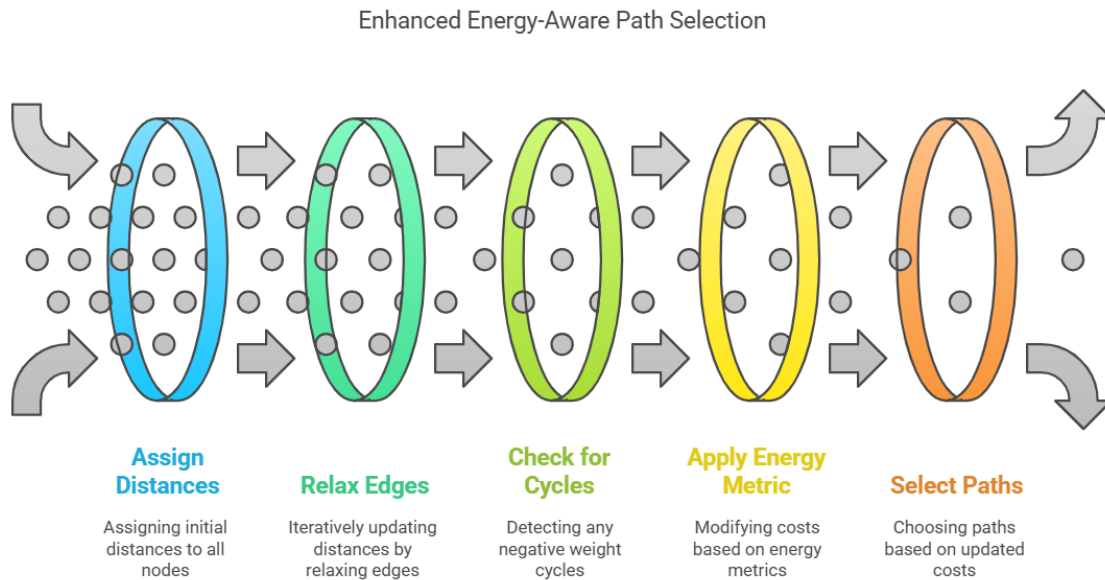 Enhanced Energy-Aware Path Selection
Assign
Distances
Assigning initial
distances to all
nodes
Relax Edges
Iteratively updating
distances by
relaxing edges
Check for
Cycles
Detecting any
negative weight
cycles
Apply Energy
Metric
Modifying costs
based on energy
metrics
Select Paths
Choosing paths
based on updated
costs